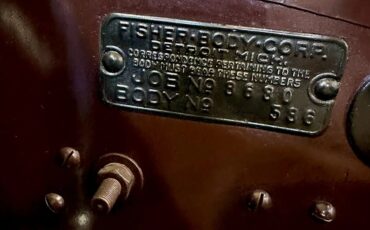 FISHER·BODY·CORP.
DETROIT MICH.
CORRESPONDENCE PERTAINING TO THE
BODY MUST BEAR THESE NUMBERS
JOB No 8680
BODY No 536